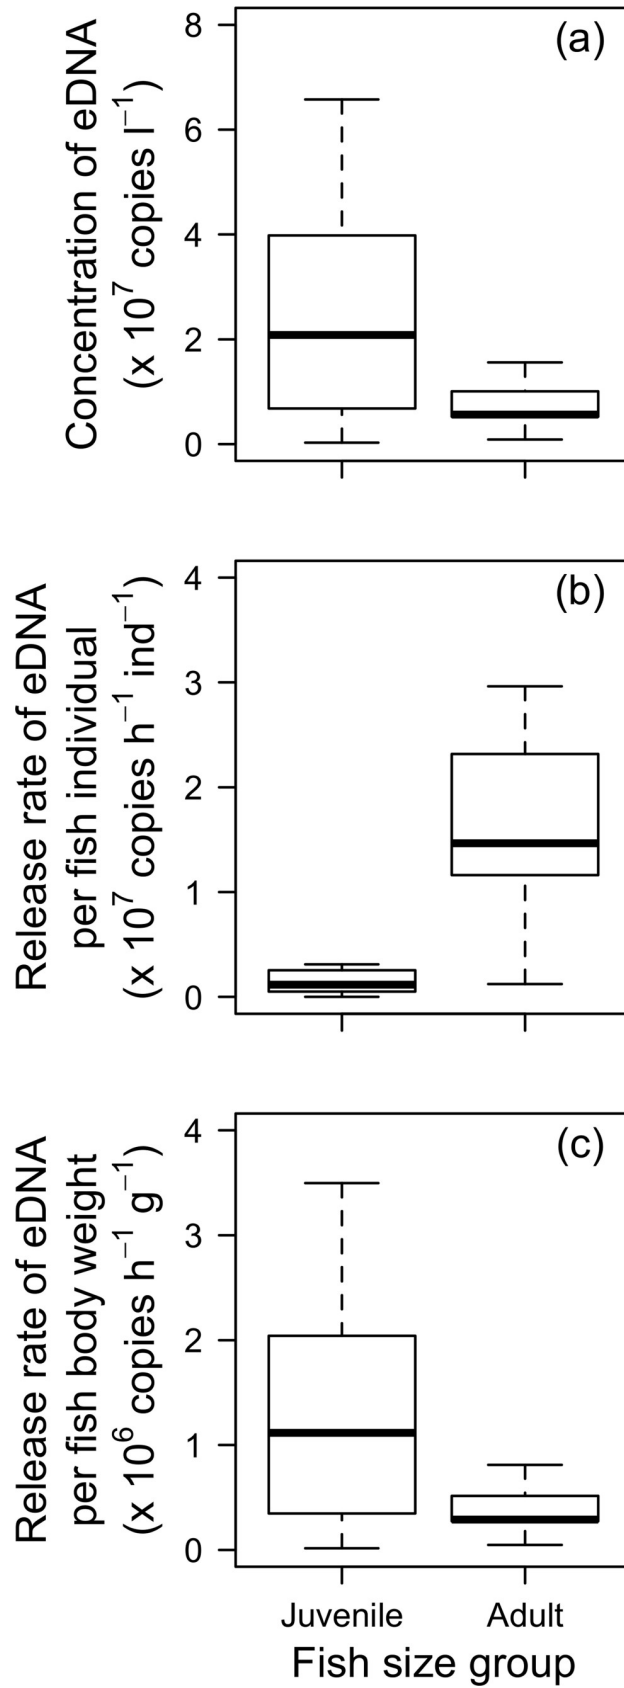 (a)
Concentration of eDNA
(x 10⁷ copies l⁻¹)
8
6
4
2
0
(b)
Release rate of eDNA
per fish individual
(x 10⁷ copies h⁻¹ ind⁻¹)
4
3
2
1
0
(c)
Release rate of eDNA
per fish body weight
(x 10⁶ copies h⁻¹ g⁻¹)
4
3
2
1
0
Juvenile Adult
Fish size group